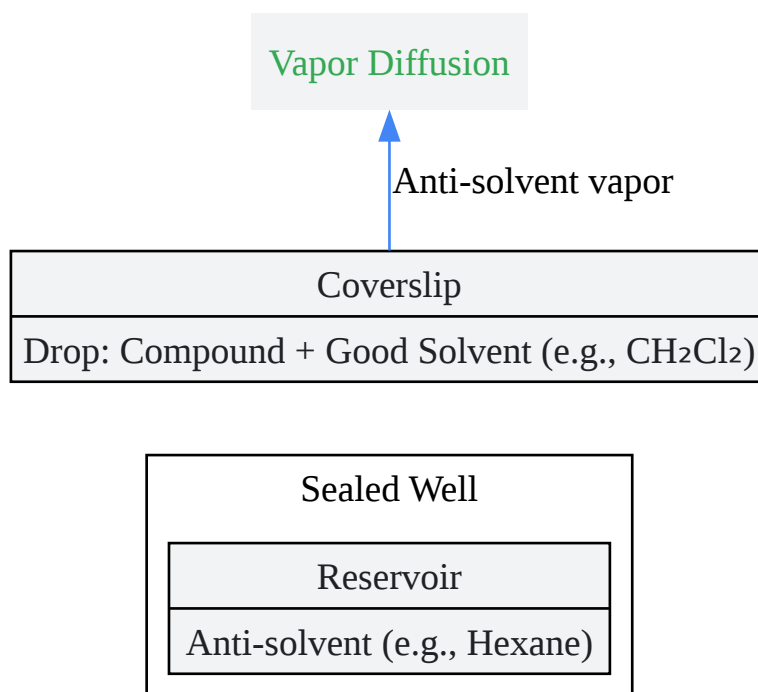 Vapor Diffusion
Anti-solvent vapor
Coverslip
Drop: Compound + Good Solvent (e.g., CH₂Cl₂)
Sealed Well
Reservoir
Anti-solvent (e.g., Hexane)